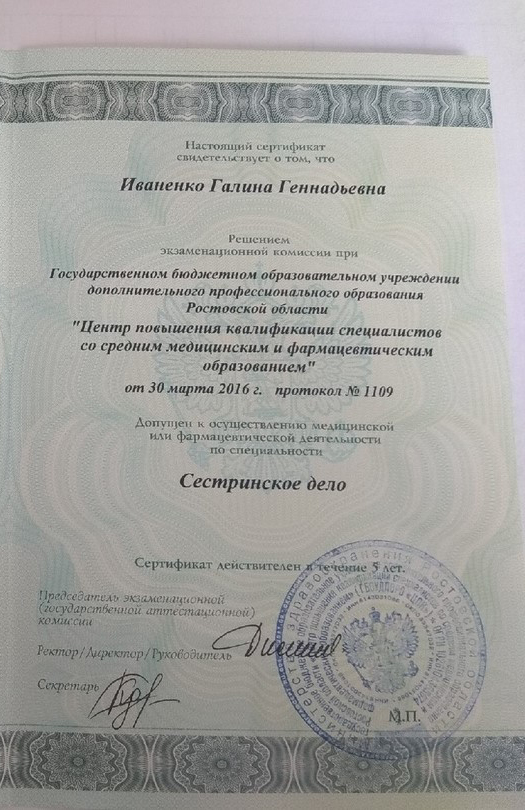 Настоящий сертификат
свидетельствует о том, что
Иваненко Галина Геннадьевна
Решением
экзаменационной комиссии при
Государственном бюджетном образовательном учреждении
дополнительного профессионального образования
Ростовской области
"Центр повышения квалификации специалистов
со средним медицинским и фармацевтическим
образованием"
от 30 марта 2016 г. протокол № 1109
Допущен к осуществлению медицинской
или фармацевтической деятельности
по специальности
Сестринское дело
Сертификат действителен в течение 5 лет.
Председатель экзаменационной
(государственной аттестационной)
комиссии
Ректор/Директор/Руководитель
Секретарь
М.П.